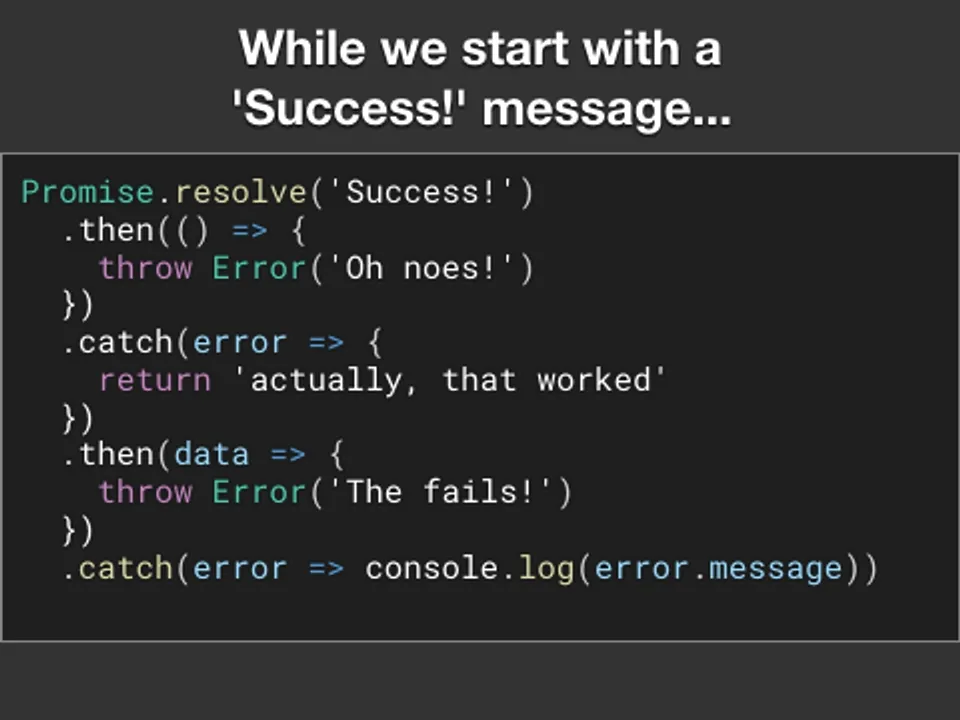 While we start with a
'Success!' message...
Promise.resolve('Success!')
  .then(() => {
    throw Error('Oh noes!')
  })
  .catch(error => {
    return 'actually, that worked'
  })
  .then(data => {
    throw Error('The fails!')
  })
  .catch(error => console.log(error.message))